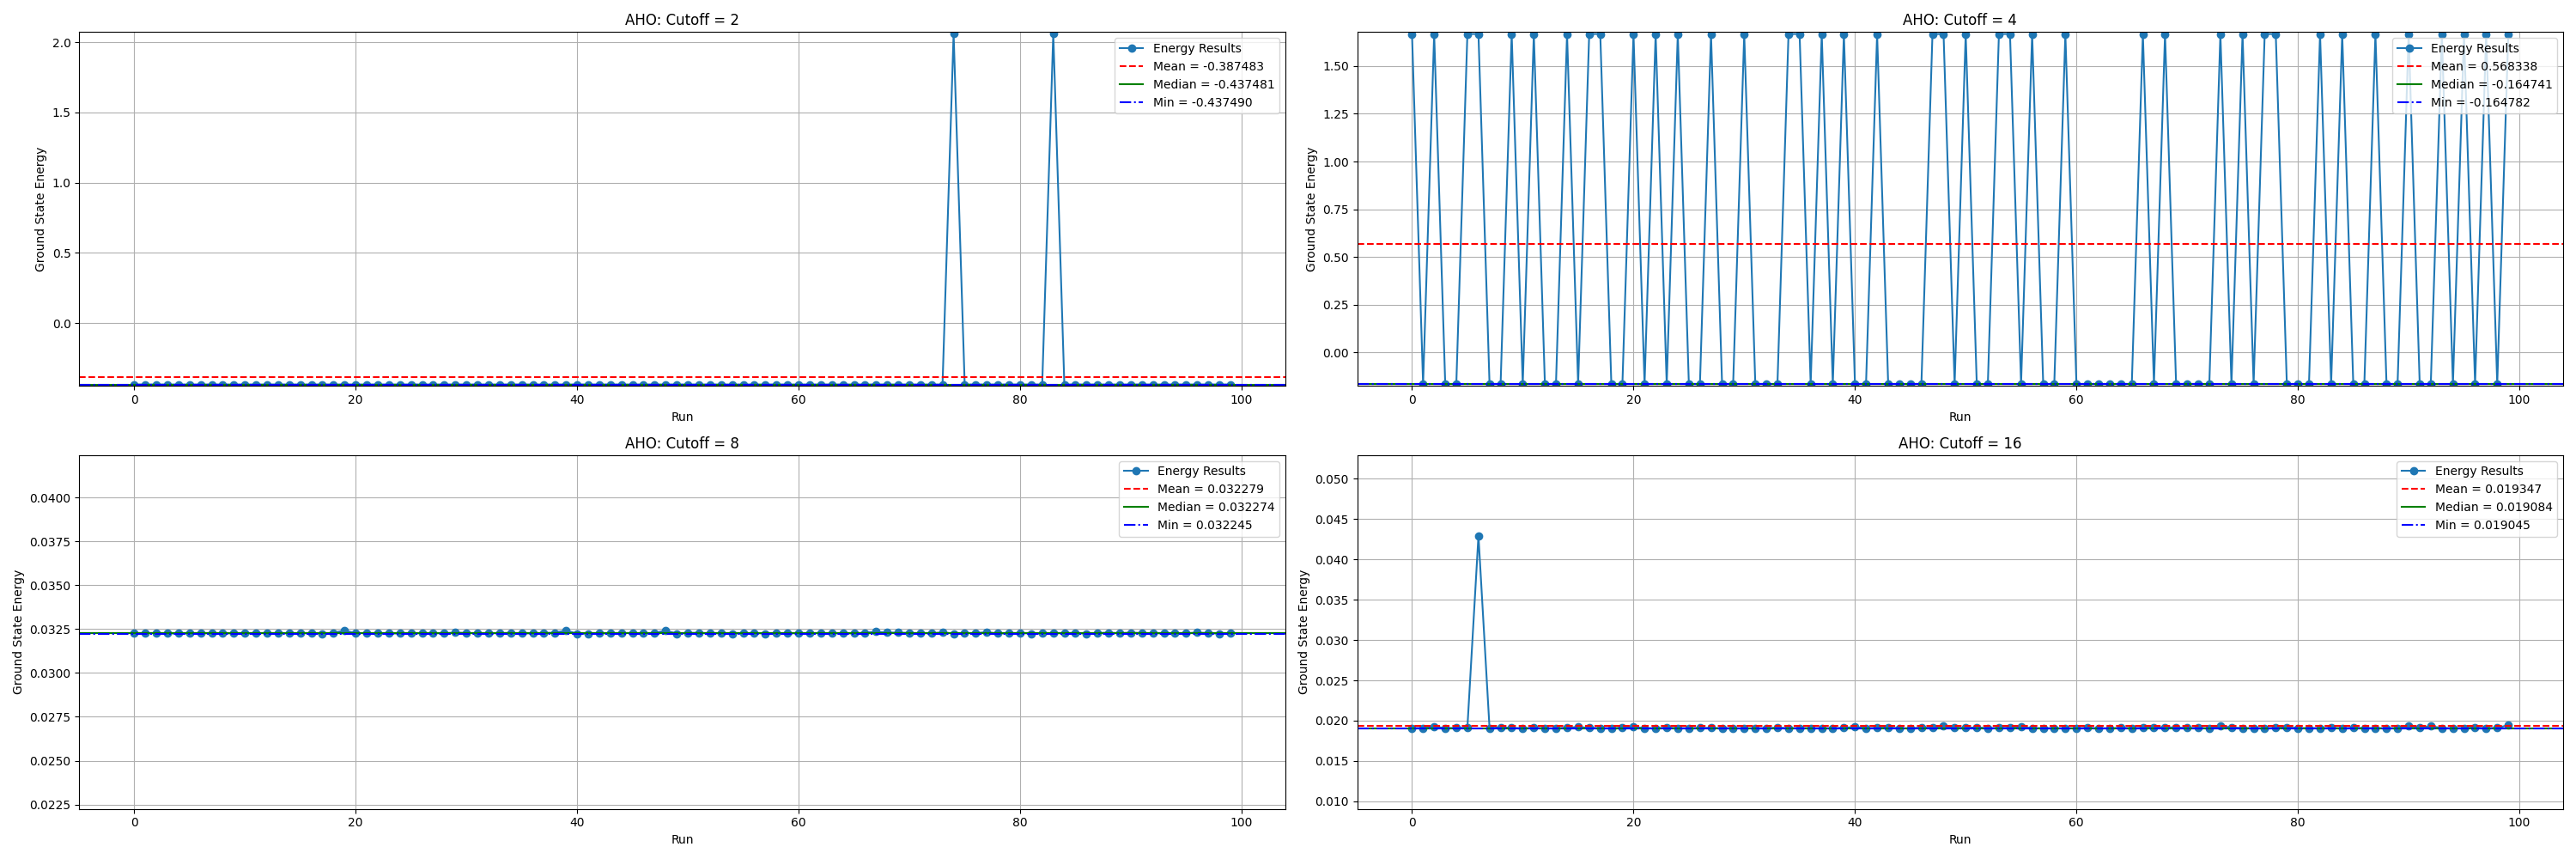 AHO: Cutoff = 2
2.0
1.5
1.0
0.5
0.0
Ground State Energy
Energy Results
Mean = -0.387483
Median = -0.437481
Min = -0.437490
0 20 40 60 80 100
Run
AHO: Cutoff = 4
1.50
1.25
1.00
0.75
0.50
0.25
0.00
Ground State Energy
Energy Results
Mean = 0.568338
Median = -0.164741
Min = -0.164782
0 20 40 60 80 100
Run
AHO: Cutoff = 8
0.0400
0.0375
0.0350
0.0325
0.0300
0.0275
0.0250
0.0225
Ground State Energy
Energy Results
Mean = 0.032279
Median = 0.032274
Min = 0.032245
0 20 40 60 80 100
Run
AHO: Cutoff = 16
0.050
0.045
0.040
0.035
0.030
0.025
0.020
0.015
0.010
Ground State Energy
Energy Results
Mean = 0.019347
Median = 0.019084
Min = 0.019045
0 20 40 60 80 100
Run